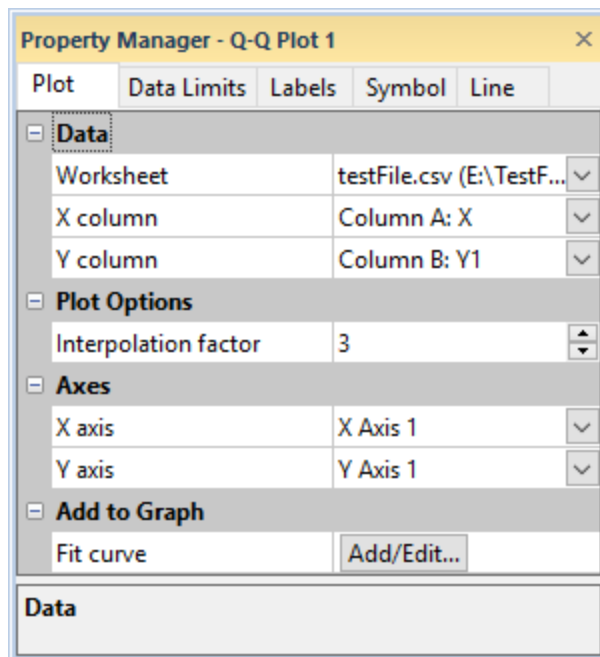 Property Manager - Q-Q Plot 1
Plot Data Limits Labels Symbol Line
Data
Worksheet testFile.csv (E:\TestF...
X column Column A: X
Y column Column B: Y1
Plot Options
Interpolation factor 3
Axes
X axis X Axis 1
Y axis Y Axis 1
Add to Graph
Fit curve Add/Edit...
Data